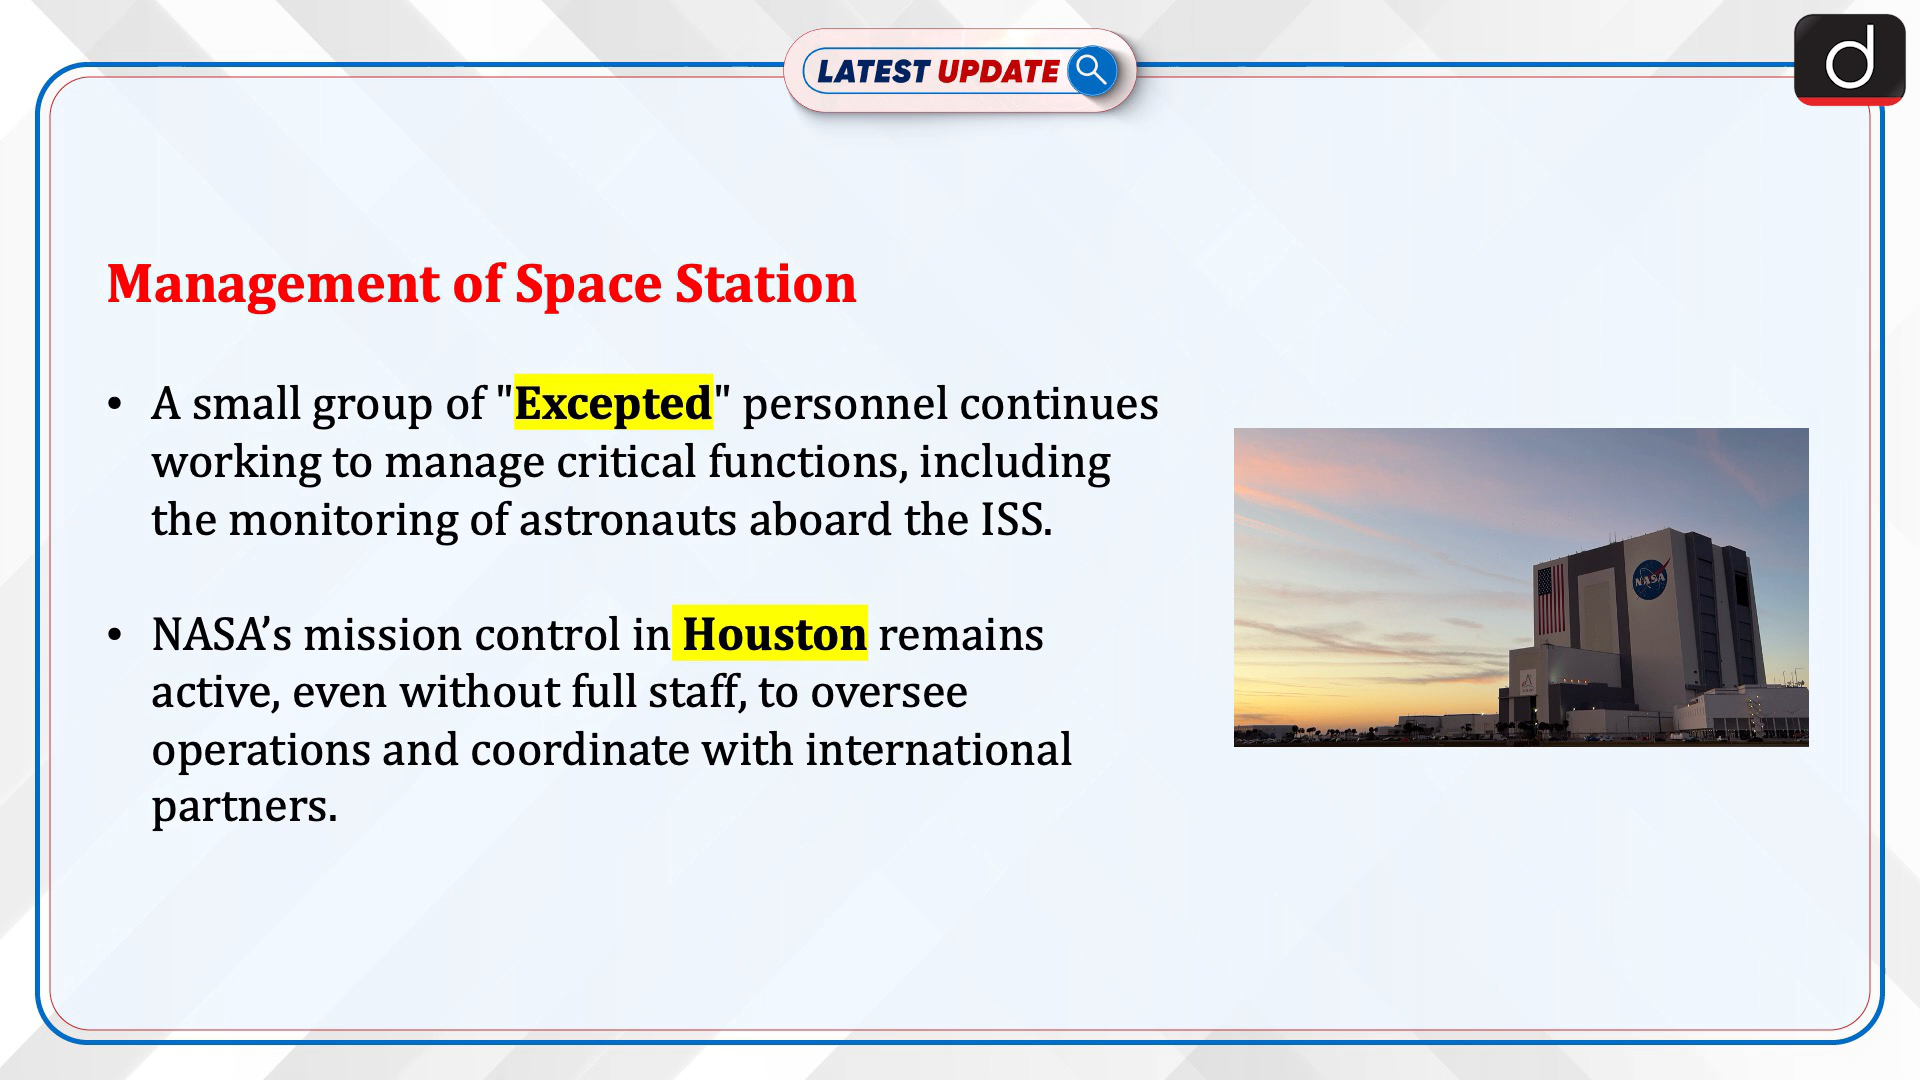 LATEST UPDATE
d
Management of Space Station
• A small group of "Excepted" personnel continues
working to manage critical functions, including
the monitoring of astronauts aboard the ISS.
• NASA’s mission control in Houston remains
active, even without full staff, to oversee
operations and coordinate with international
partners.
NASA